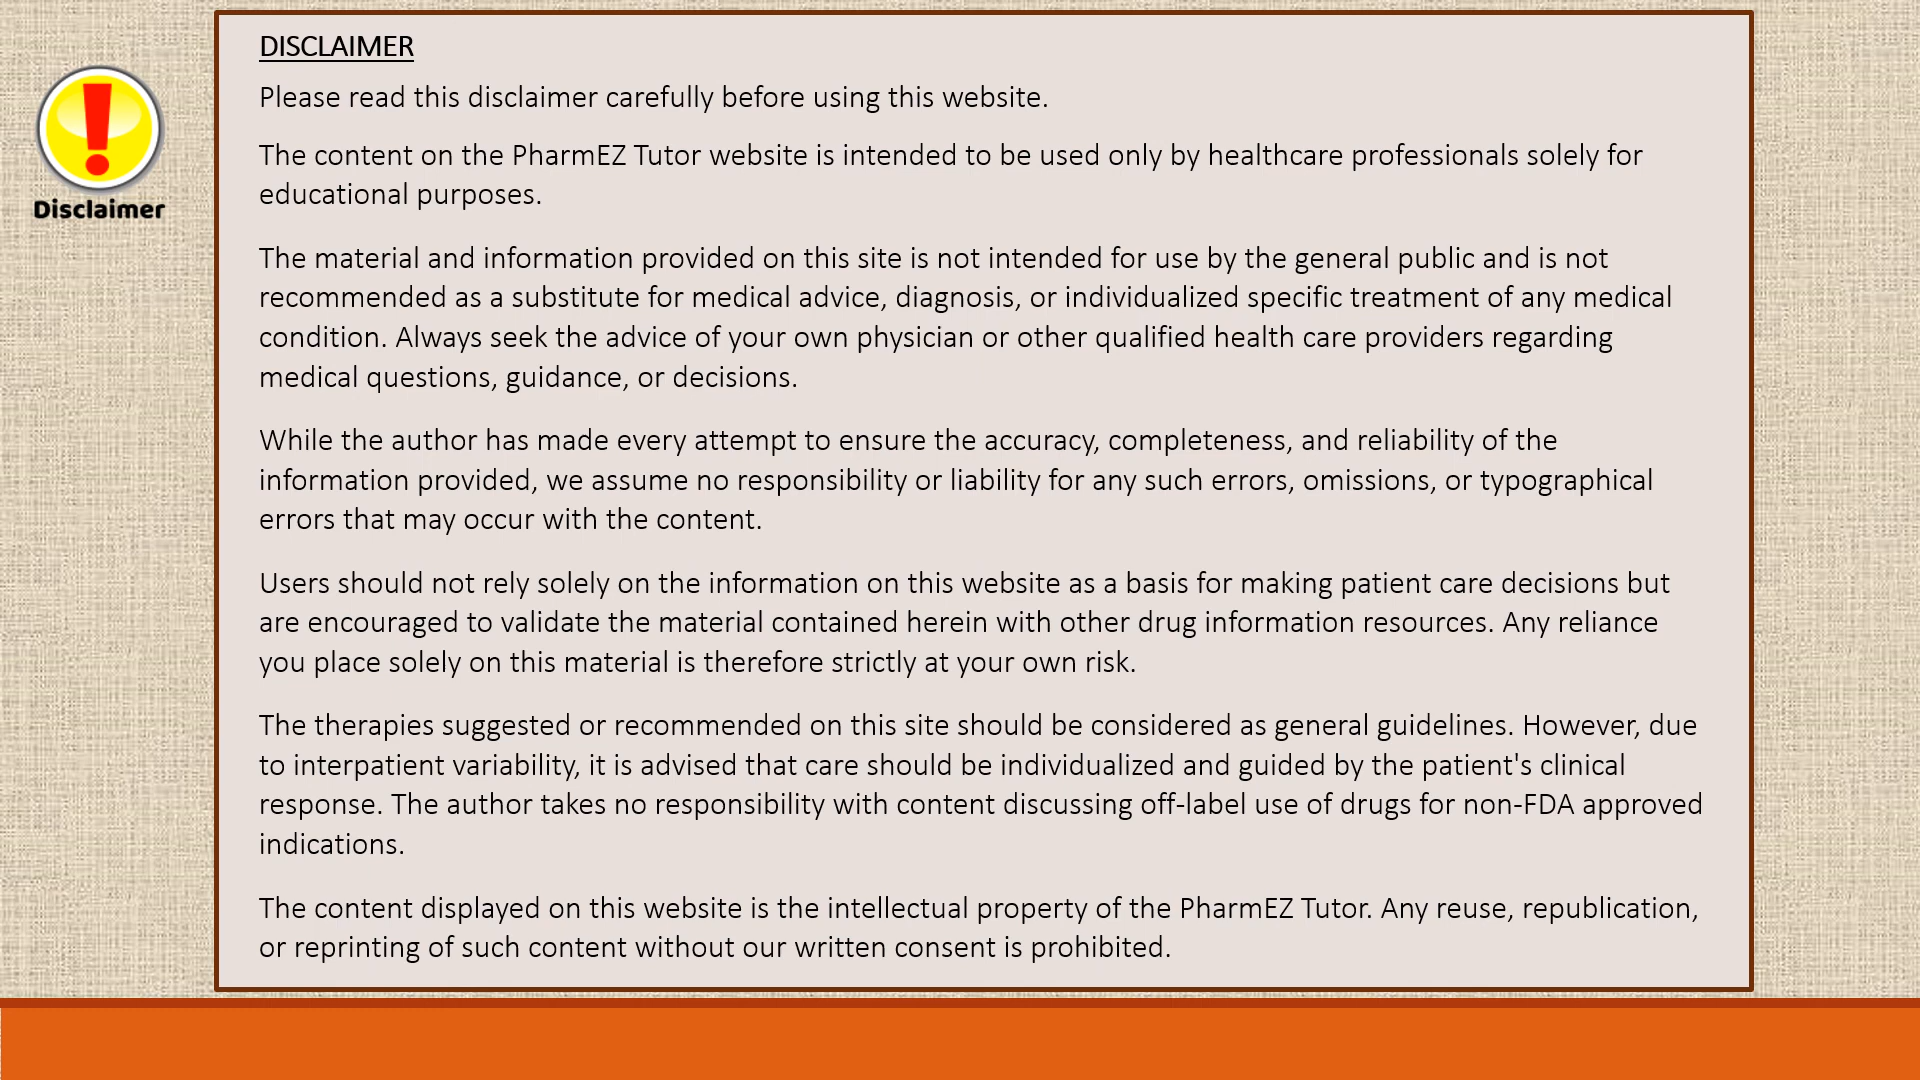 DISCLAIMER
Please read this disclaimer carefully before using this website.
Disclaimer
The content on the PharmEZ Tutor website is intended to be used only by healthcare professionals solely for
educational purposes.
The material and information provided on this site is not intended for use by the general public and is not
recommended as a substitute for medical advice, diagnosis, or individualized specific treatment of any medical
condition. Always seek the advice of your own physician or other qualified health care providers regarding
medical questions, guidance, or decisions.
While the author has made every attempt to ensure the accuracy, completeness, and reliability of the
information provided, we assume no responsibility or liability for any such errors, omissions, or typographical
errors that may occur with the content.
Users should not rely solely on the information on this website as a basis for making patient care decisions but
are encouraged to validate the material contained herein with other drug information resources. Any reliance
you place solely on this material is therefore strictly at your own risk.
The therapies suggested or recommended on this site should be considered as general guidelines. However, due
to interpatient variability, it is advised that care should be individualized and guided by the patient's clinical
response. The author takes no responsibility with content discussing off-label use of drugs for non-FDA approved
indications.
The content displayed on this website is the intellectual property of the PharmEZ Tutor. Any reuse, republication,
or reprinting of such content without our written consent is prohibited.